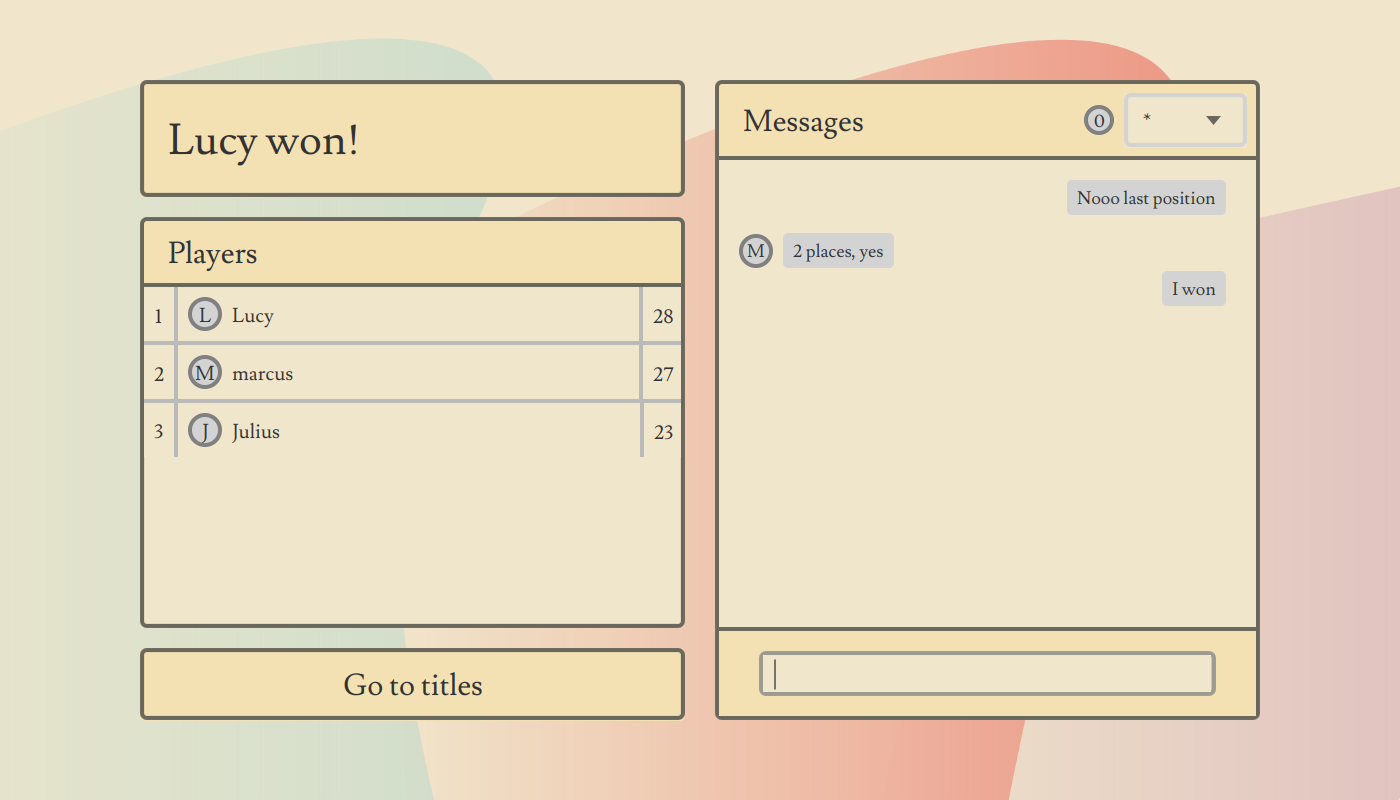 Lucy won!
Players
1 L Lucy 28
2 M marcus 27
3 J Julius 23
Go to titles
Messages 0 *
Nooo last position
M 2 places, yes
I won